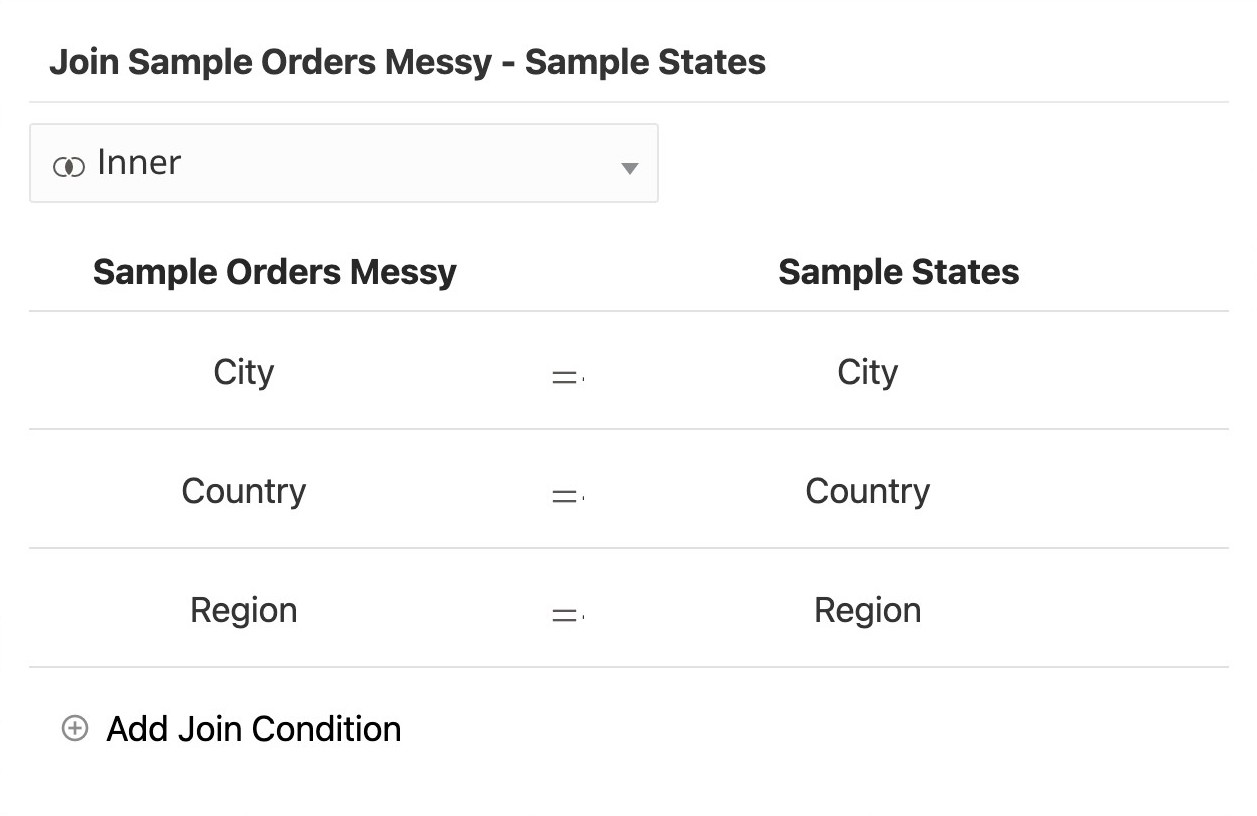 Join Sample Orders Messy - Sample States
Inner
Sample Orders Messy Sample States
City = City
Country = Country
Region = Region
Add Join Condition